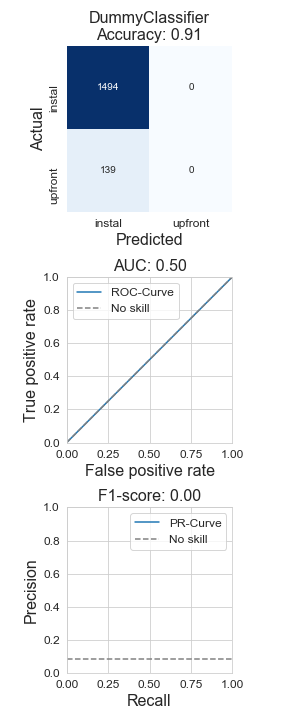 DummyClassifier
Accuracy: 0.91
Actual
instal
upfront
1494
0
139
0
instal
upfront
Predicted
AUC: 0.50
True positive rate
1.0
0.8
0.6
0.4
0.2
0.0
ROC-Curve
No skill
0.00
0.25
0.50
0.75
1.00
False positive rate
F1-score: 0.00
Precision
1.0
0.8
0.6
0.4
0.2
0.0
PR-Curve
No skill
0.00
0.25
0.50
0.75
1.00
Recall